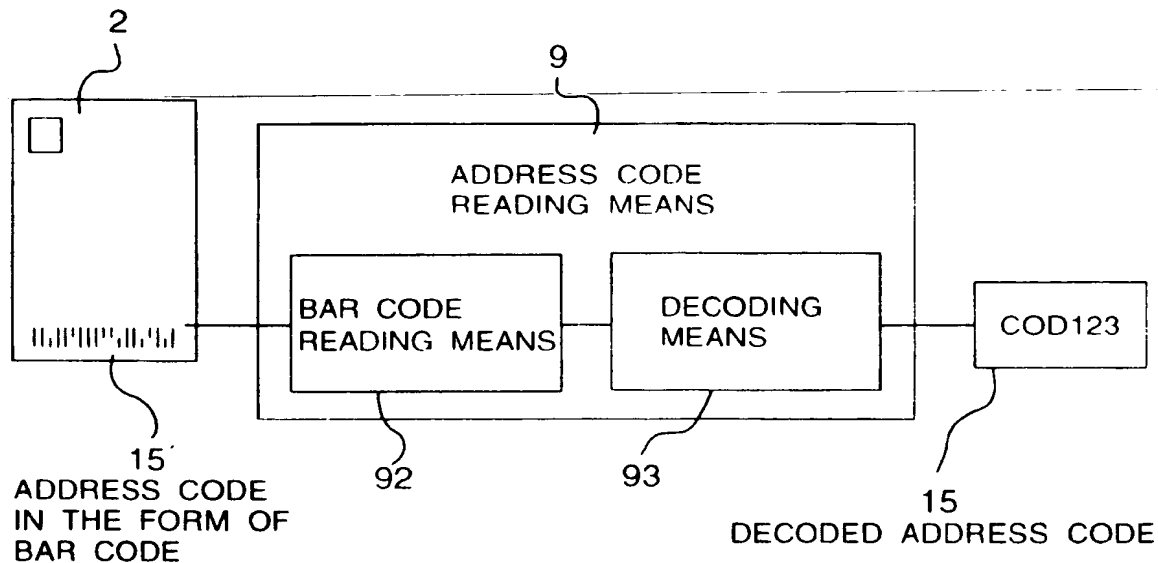 2
9
ADDRESS CODE
READING MEANS
BAR CODE
READING MEANS
DECODING
MEANS
COD123
15'
ADDRESS CODE
IN THE FORM OF
BAR CODE
92
93
15
DECODED ADDRESS CODE